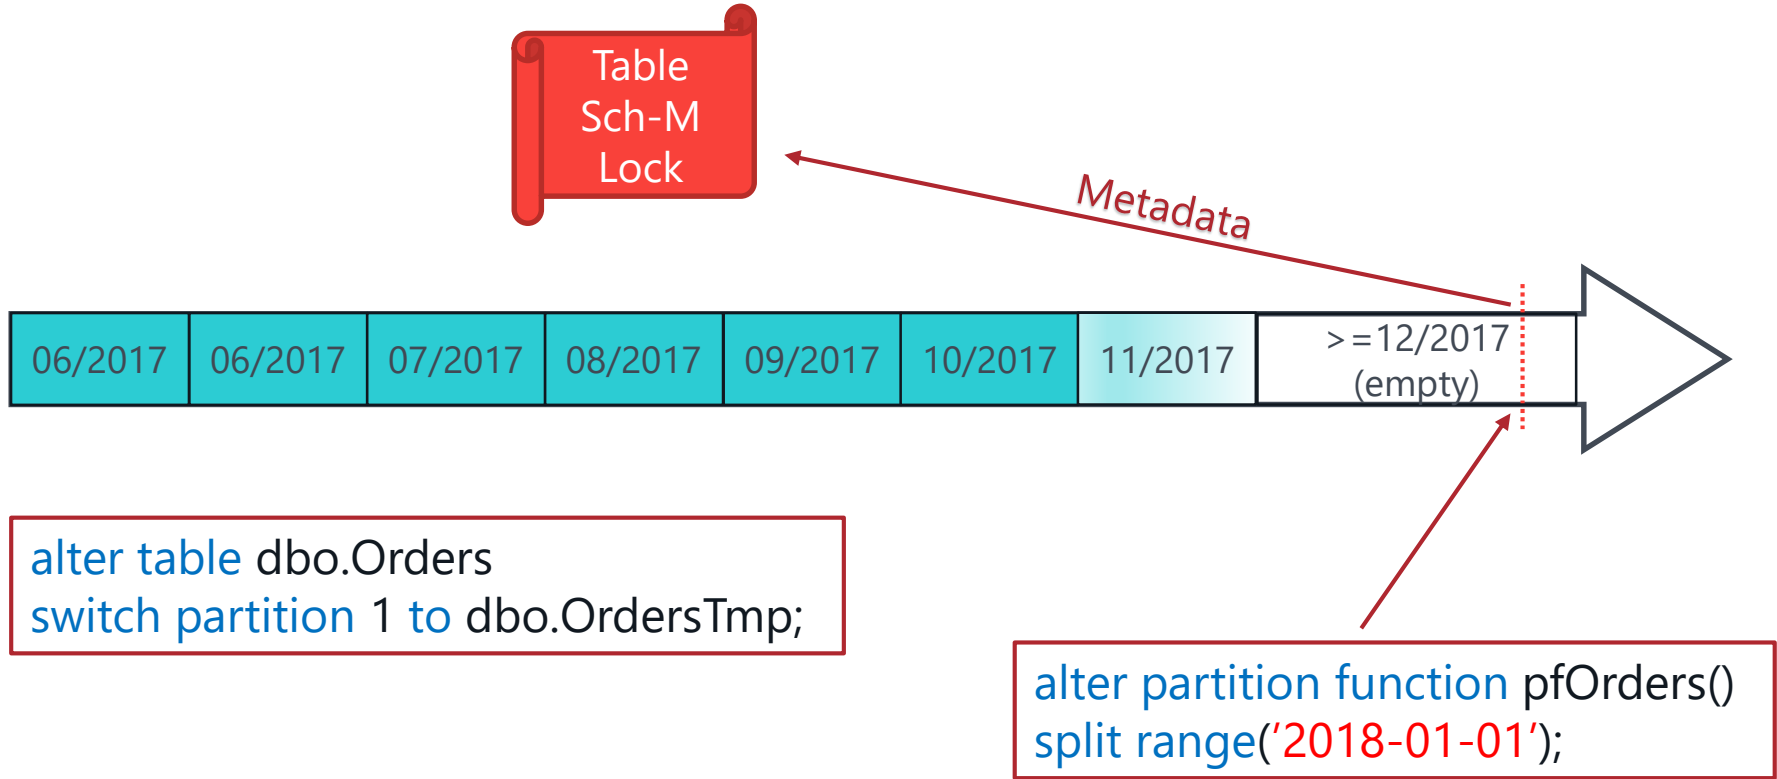 Table
Sch-M
Lock
Metadata
06/2017
06/2017
07/2017
08/2017
09/2017
10/2017
11/2017
>=12/2017
(empty)
alter table dbo.Orders
switch partition 1 to dbo.OrdersTmp;
alter partition function pfOrders()
split range(′2018-01-01′);